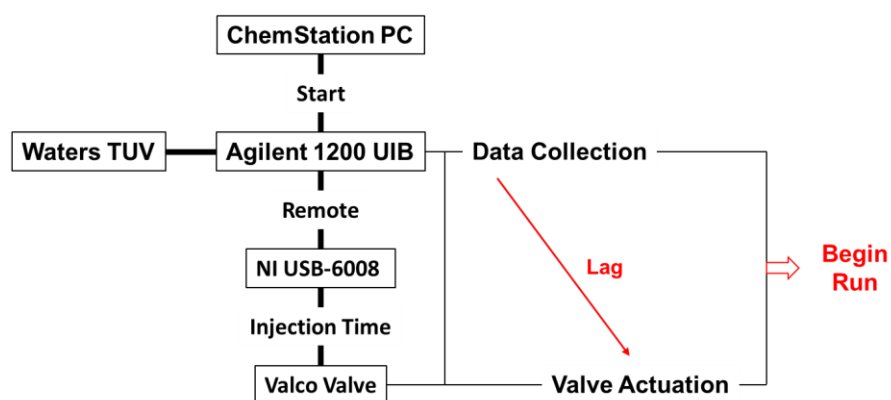 ChemStation PC
Start
Waters TUV
Agilent 1200 UIB
Data Collection
Remote
NI USB-6008
Lag
Begin
Run
Injection Time
Valco Valve
Valve Actuation